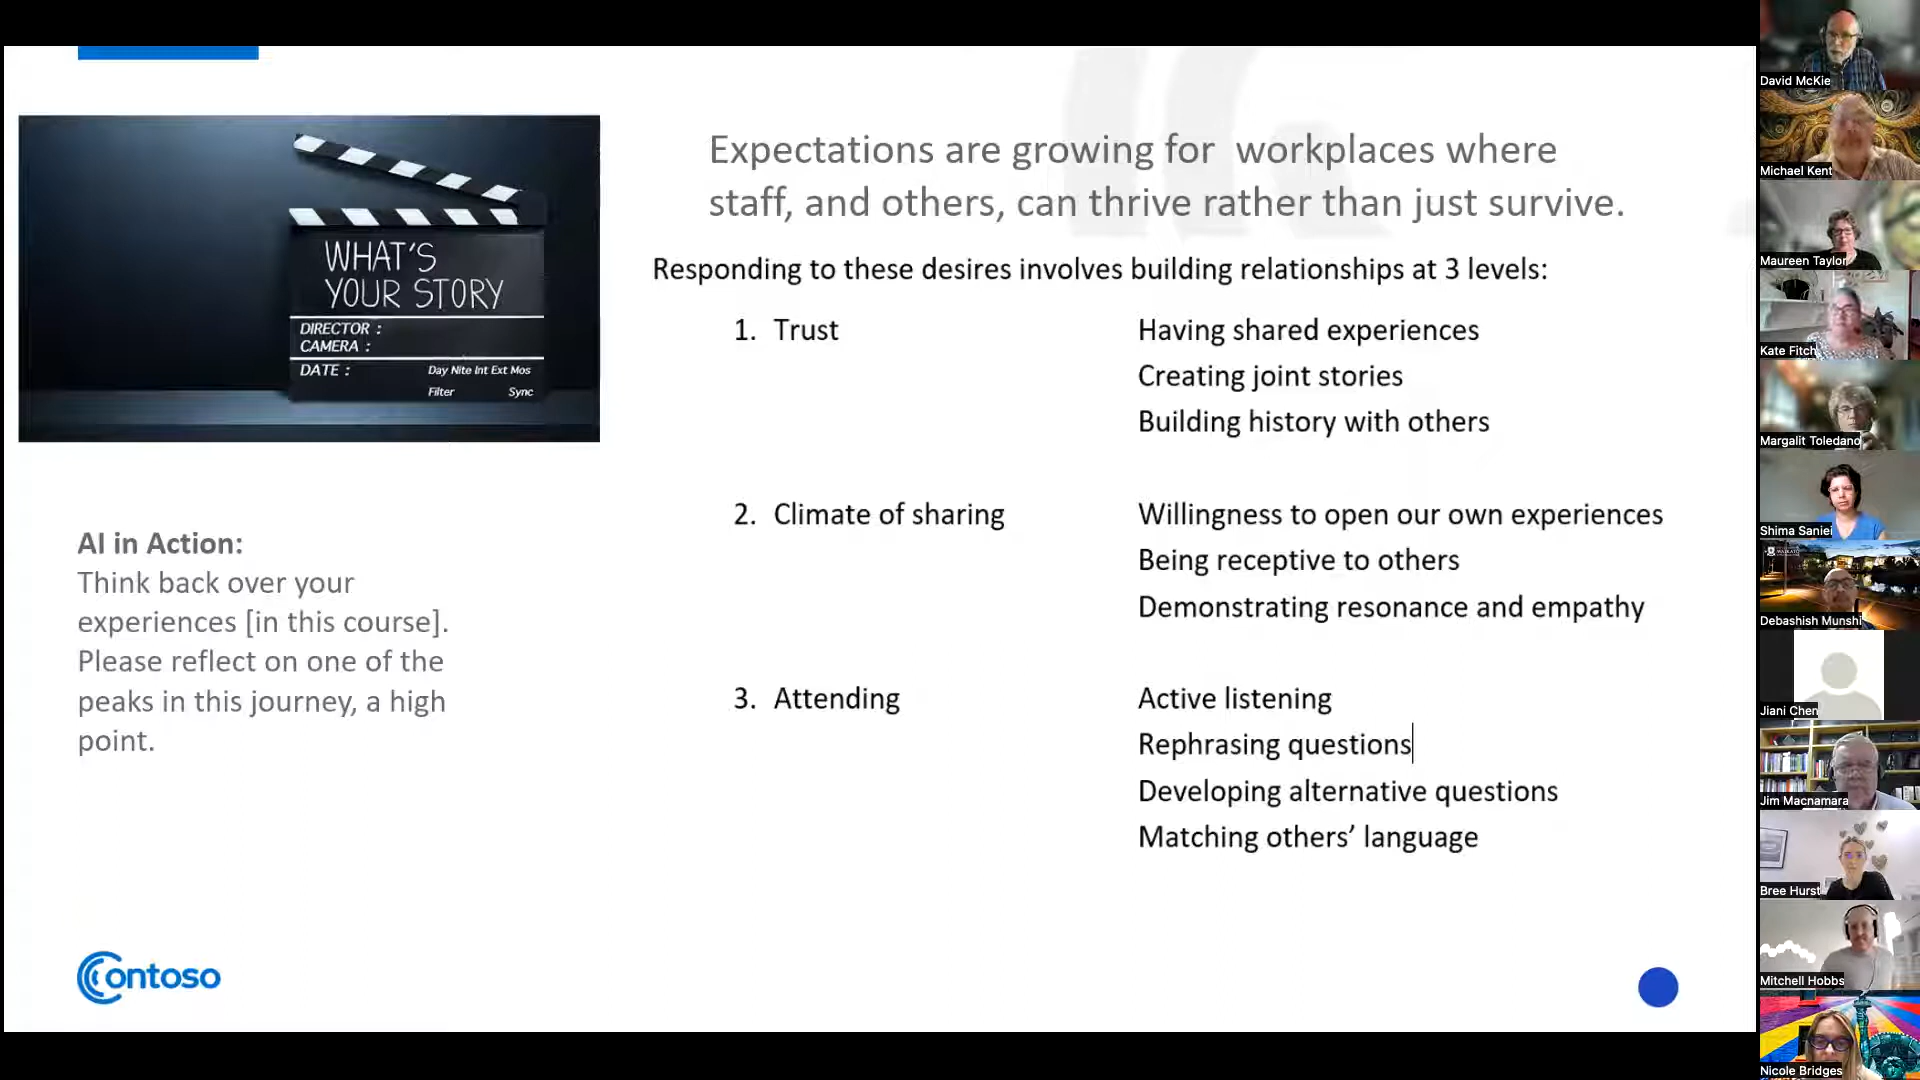 WHAT'S
YOUR STORY
DIRECTOR :
CAMERA :
DATE :
Day Nite Int Ext Mos
Filter Sync
AI in Action:
Think back over your
experiences [in this course].
Please reflect on one of the
peaks in this journey, a high
point.
Contoso
Expectations are growing for workplaces where
staff, and others, can thrive rather than just survive.
Responding to these desires involves building relationships at 3 levels:
1. Trust
Having shared experiences
Creating joint stories
Building history with others
2. Climate of sharing
Willingness to open our own experiences
Being receptive to others
Demonstrating resonance and empathy
3. Attending
Active listening
Rephrasing questions
Developing alternative questions
Matching others’ language
David McKie
Michael Kent
Maureen Taylor
Kate Fitch
Margalit Toledano
Shima Saniei
Debashish Munshi
Jiani Chen
Jim Macnamara
Bree Hurst
Mitchell Hobbs
Nicole Bridges